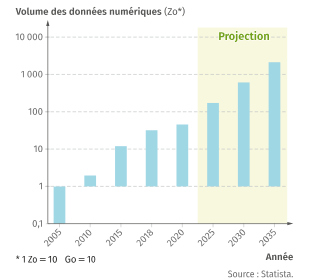 Volume des données numériques (Zo*)
10 000
1 000
100
10
1
0,1
Projection
2005
2010
2015
2018
2020
2025
2030
2035
Année
* 1 Zo = 10 Go = 10
Source : Statista.